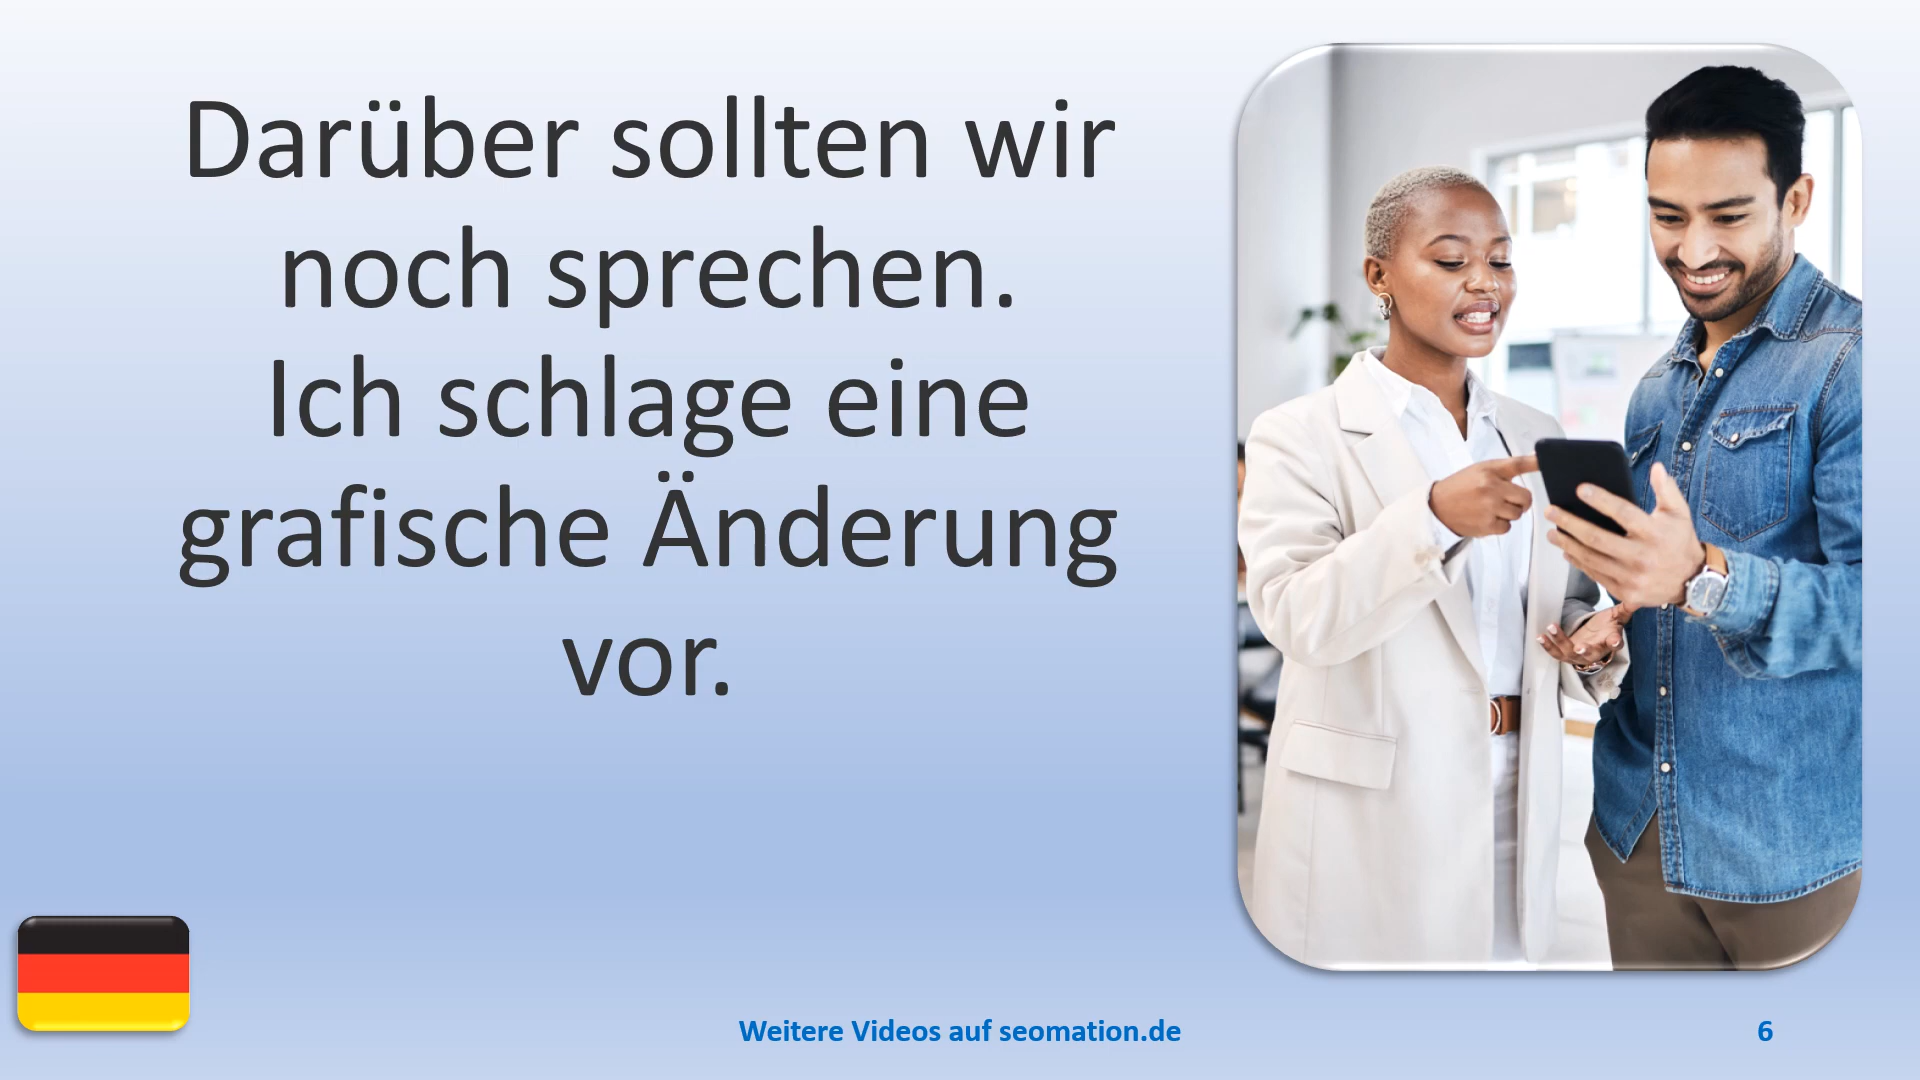 Darüber sollten wir
noch sprechen.
Ich schlage eine
grafische Änderung
vor.
Weitere Videos auf seomation.de
6